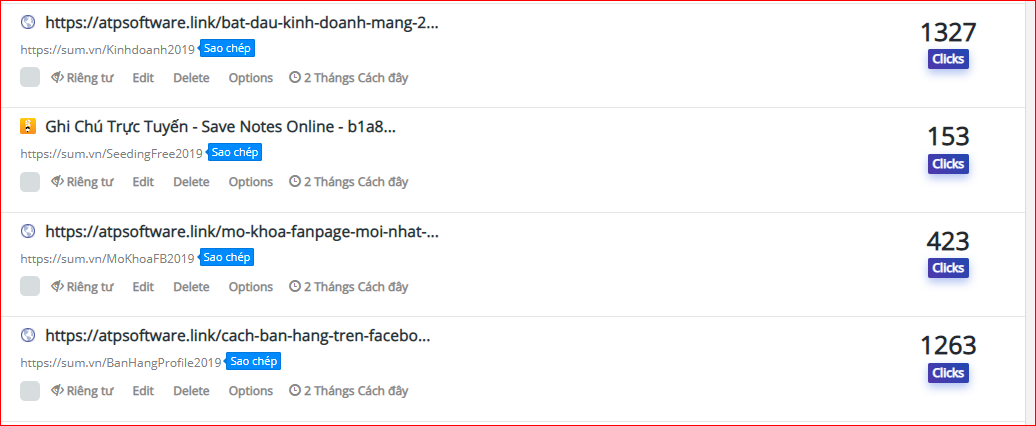 https://atpsoftware.link/bat-dau-kinh-doanh-mang-2...
1327
https://sum.vn/Kinhdoanh2019 Sao chép
Clicks
Riêng tư Edit Delete Options 2 Thángs Cách đây
Ghi Chú Trực Tuyến - Save Notes Online - b1a8...
153
https://sum.vn/SeedingFree2019 Sao chép
Clicks
Riêng tư Edit Delete Options 2 Thángs Cách đây
https://atpsoftware.link/mo-khoa-fanpage-moi-nhat-...
423
https://sum.vn/MoKhoaFB2019 Sao chép
Clicks
Riêng tư Edit Delete Options 2 Thángs Cách đây
https://atpsoftware.link/cach-ban-hang-tren-facebo...
1263
https://sum.vn/BanHangProfile2019 Sao chép
Clicks
Riêng tư Edit Delete Options 2 Thángs Cách đây